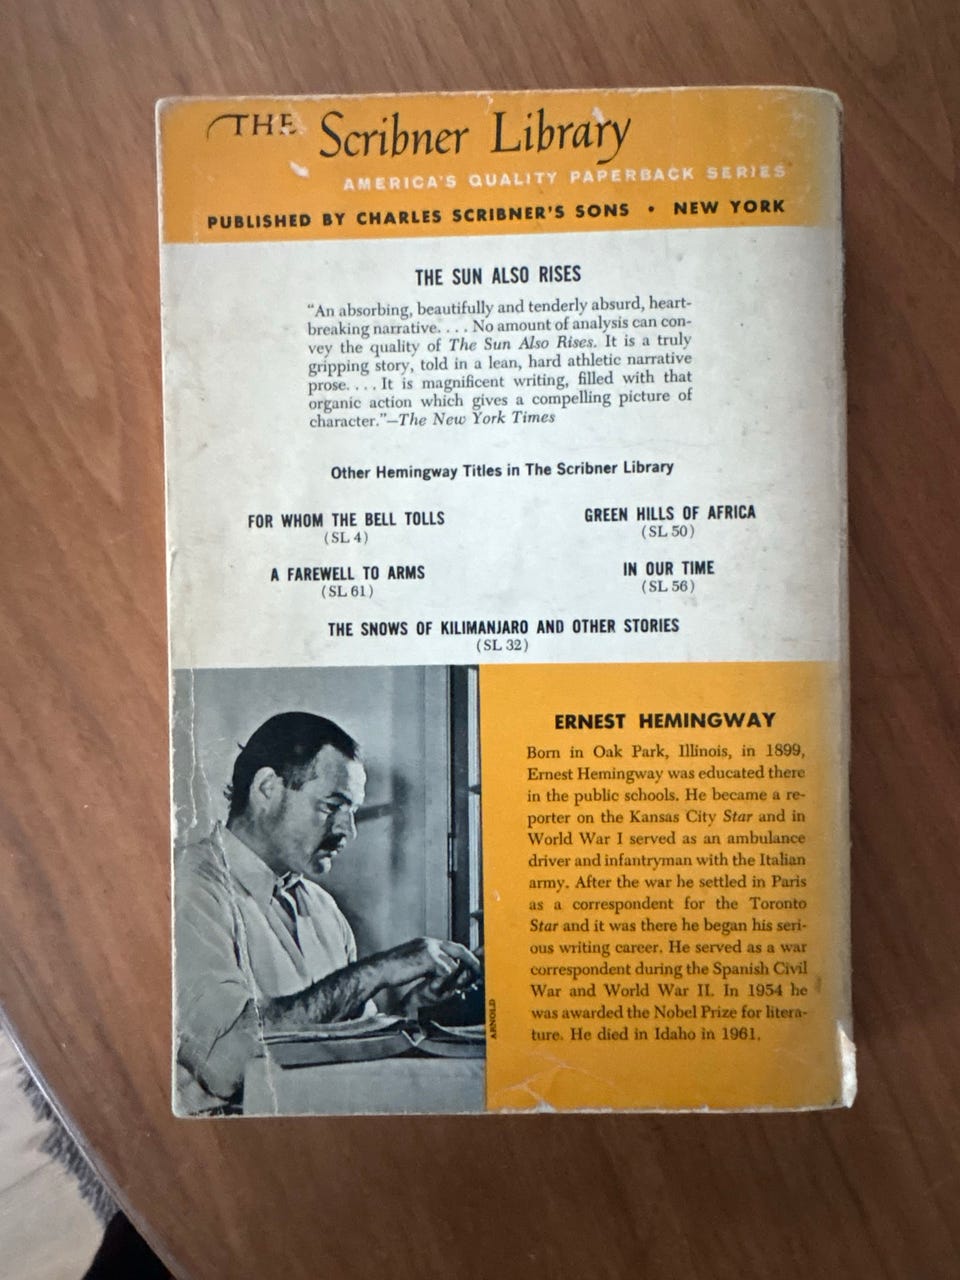 THE Scribner Library
AMERICA'S QUALITY PAPERBACK SERIES
PUBLISHED BY CHARLES SCRIBNER'S SONS • NEW YORK
THE SUN ALSO RISES
"An absorbing, beautifully and tenderly absurd, heart-
breaking narrative. . . . No amount of analysis can con-
vey the quality of The Sun Also Rises. It is a truly
gripping story, told in a lean, hard athletic narrative
prose. . . . It is magnificent writing, filled with that
organic action which gives a compelling picture of
character."—The New York Times
Other Hemingway Titles in The Scribner Library
FOR WHOM THE BELL TOLLS
(SL 4)
GREEN HILLS OF AFRICA
(SL 50)
A FAREWELL TO ARMS
(SL 61)
IN OUR TIME
(SL 56)
THE SNOWS OF KILIMANJARO AND OTHER STORIES
(SL 32)
ERNEST HEMINGWAY
Born in Oak Park, Illinois, in 1899,
Ernest Hemingway was educated there
in the public schools. He became a re-
porter on the Kansas City Star and in
World War I served as an ambulance
driver and infantryman with the Italian
army. After the war he settled in Paris
as a correspondent for the Toronto
Star and it was there he began his seri-
ous writing career. He served as a war
correspondent during the Spanish Civil
War and World War II. In 1954 he
was awarded the Nobel Prize for litera-
ture. He died in Idaho in 1961.
ARNOLD